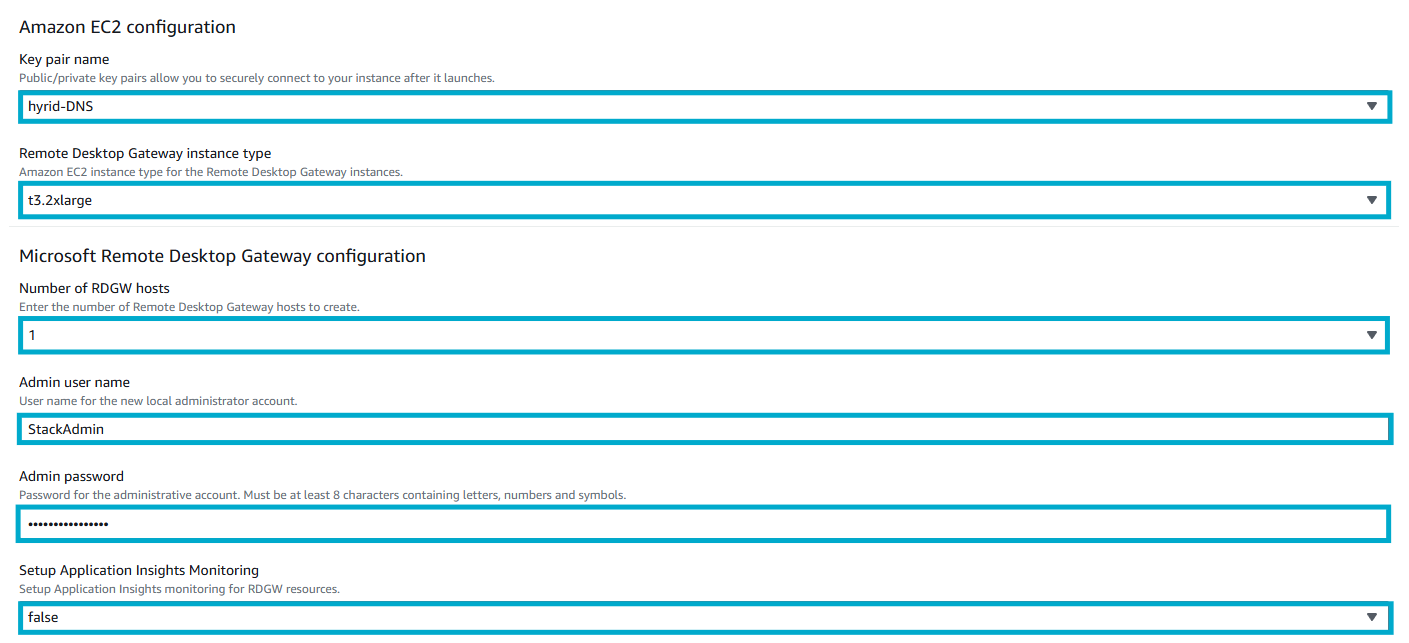 Amazon EC2 configuration
Key pair name
Public/private key pairs allow you to securely connect to your instance after it launches.
hyrid-DNS
Remote Desktop Gateway instance type
Amazon EC2 instance type for the Remote Desktop Gateway instances.
t3.2xlarge
Microsoft Remote Desktop Gateway configuration
Number of RDGW hosts
Enter the number of Remote Desktop Gateway hosts to create.
1
Admin user name
User name for the new local administrator account.
StackAdmin
Admin password
Password for the administrative account. Must be at least 8 characters containing letters, numbers and symbols.
••••••••••••••••
Setup Application Insights Monitoring
Setup Application Insights monitoring for RDGW resources.
false